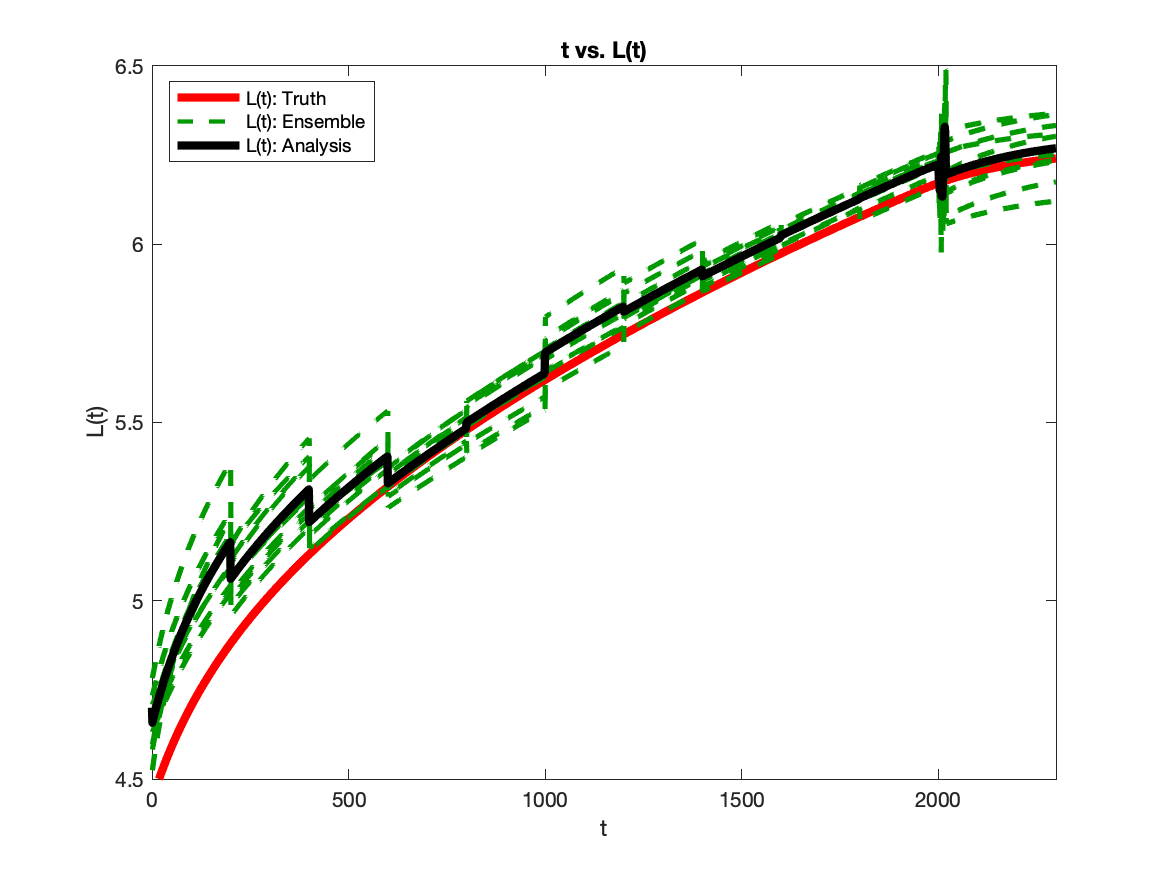 t vs. L(t)
6.5
L(t): Truth
L(t): Ensemble
L(t): Analysis
6
5.5
L(t)
5
4.5
0 500 1000 1500 2000
t